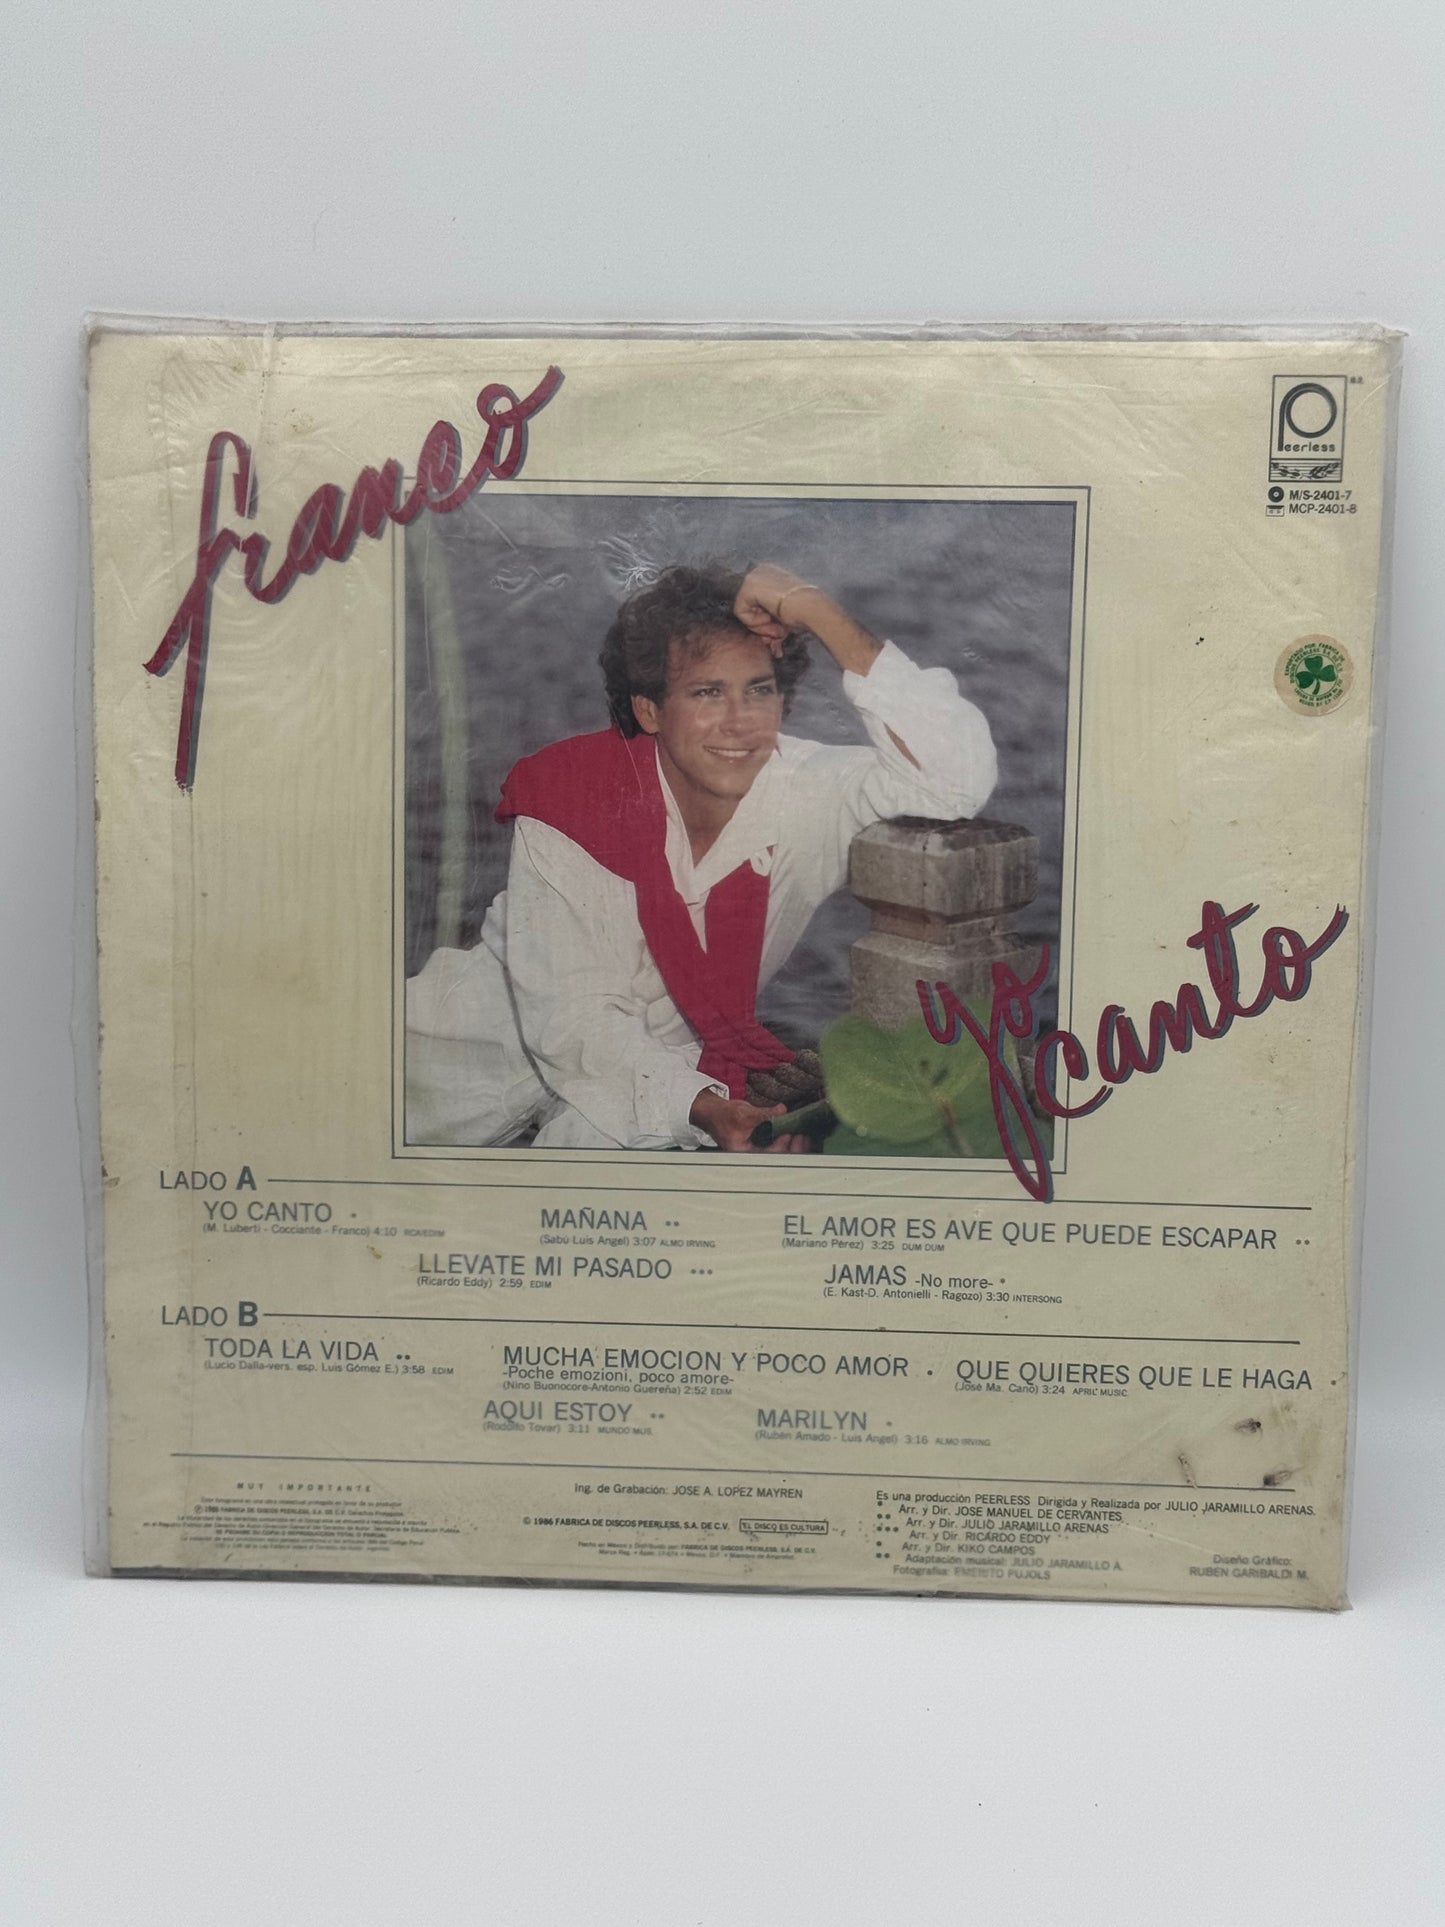 franco
Peerless
M/S-2401-7
MCP-2401-8
yo
canto
LADO A
YO CANTO •
(M. Luberti - Cocciante - Franco) 4:10 RCA/EDIM
MAÑANA ••
(Sabú Luis Angel) 3:07 ALMO IRVING
EL AMOR ES AVE QUE PUEDE ESCAPAR ••
(Mariano Pérez) 3:25 DUM DUM
LLEVATE MI PASADO •••
(Ricardo Eddy) 2:59 EDIM
JAMAS -No more- •
(E. Kast-D. Antonielli - Ragozo) 3:30 INTERSONG
LADO B
TODA LA VIDA ••
(Lucio Dalla-vers. esp. Luis Gómez E.) 3:58 EDIM
MUCHA EMOCION Y POCO AMOR •
-Poche emozioni, poco amore-
(Nino Buonocore-Antonio Guereña) 2:52 EDIM
QUE QUIERES QUE LE HAGA •
(José Ma. Cano) 3:24 APRIL MUSIC
AQUI ESTOY ••
(Rodolfo Tovar) 3:11 MUNDO MUS.
MARILYN •
(Rubén Amado - Luis Angel) 3:16 ALMO IRVING
MUY IMPORTANTE
Ing. de Grabación: JOSE A. LOPEZ MAYREN
© 1986 FABRICA DE DISCOS PEERLESS, S.A. DE C.V. EL DISCO ES CULTURA
Es una producción PEERLESS Dirigida y Realizada por JULIO JARAMILLO ARENAS.
Arr. y Dir. JOSE MANUEL DE CERVANTES
Arr. y Dir. JULIO JARAMILLO ARENAS
Arr. y Dir. RICARDO EDDY
Arr. y Dir. KIKO CAMPOS
Adaptación musical: JULIO JARAMILLO A.
Fotografías: EMERITO PUJOLS
Diseño Gráfico:
RUBEN GARIBALDI M.